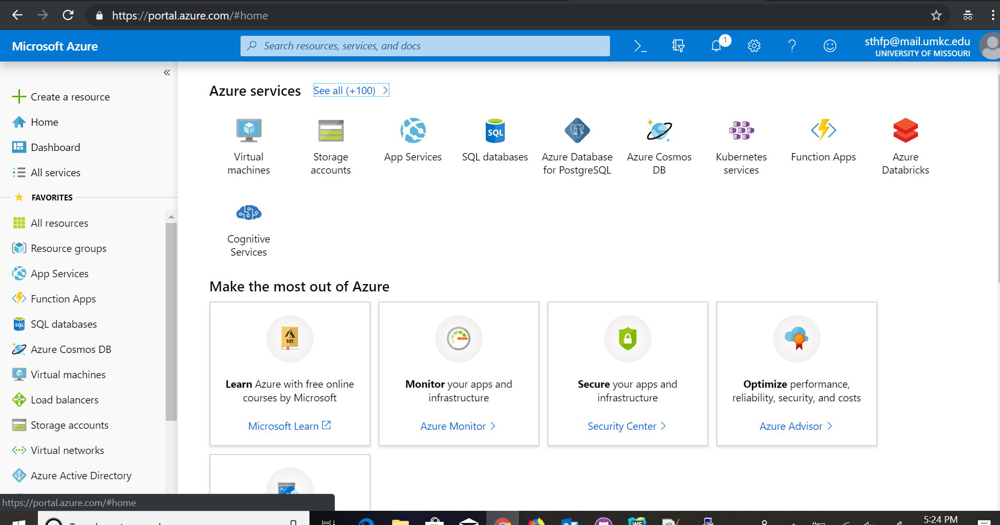 https://portal.azure.com/#home
Microsoft Azure
Search resources, services, and docs
1
sthfp@mail.umkc.edu
UNIVERSITY OF MISSOURI
Create a resource
Home
Dashboard
All services
FAVORITES
All resources
Resource groups
App Services
Function Apps
SQL databases
Azure Cosmos DB
Virtual machines
Load balancers
Storage accounts
Virtual networks
Azure Active Directory
Azure services
See all (+100)
Virtual
machines
Storage
accounts
App Services
SQL
SQL databases
Azure Database
for PostgreSQL
Azure Cosmos
DB
Kubernetes
services
Function Apps
Azure
Databricks
Cognitive
Services
Make the most out of Azure
101
Learn Azure with free online
courses by Microsoft
Microsoft Learn
Monitor your apps and
infrastructure
Azure Monitor
Secure your apps and
infrastructure
Security Center
Optimize performance,
reliability, security, and costs
Azure Advisor
https://portal.azure.com/#home
WS
5:24 PM